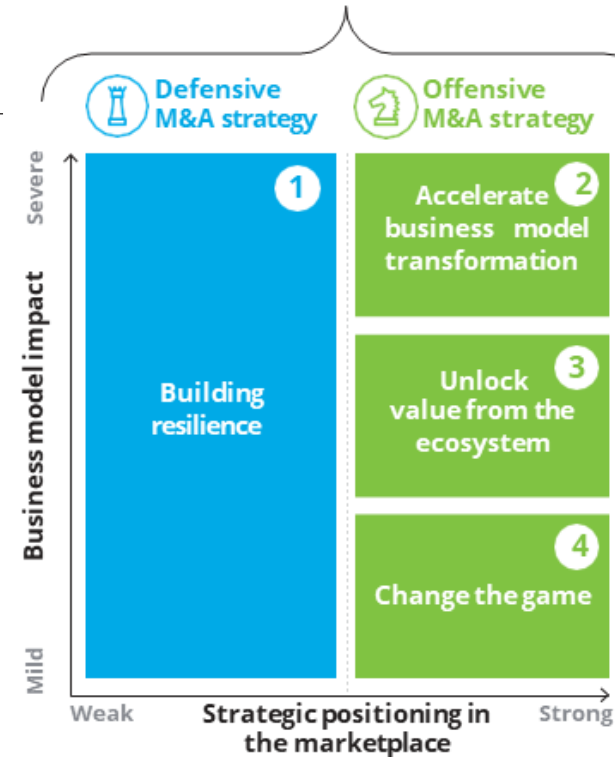 Defensive
M&A strategy
Offensive
M&A strategy
Severe
Business model impact
Mild
1
Building
resilience
2
Accelerate
business model
transformation
3
Unlock
value from the
ecosystem
4
Change the game
Weak
Strategic positioning in
the marketplace
Strong